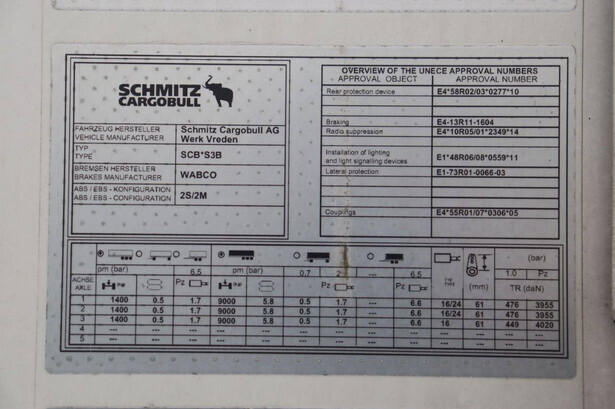 SCHMITZ
CARGOBULL
FAHRZEUG HERSTELLER
VEHICLE MANUFACTURER
Schmitz Cargobull AG
Werk Vreden
TYP
TYPE
SCB*S3B
BREMSEN HERSTELLER
BRAKES MANUFACTURER
WABCO
ABS / EBS - KONFIGURATION
ABS / EBS - CONFIGURATION
2S/2M
OVERVIEW OF THE UNECE APPROVAL NUMBERS
APPROVAL OBJECT APPROVAL NUMBER
Rear protection device E4*58R02/03*0277*10
Braking E4-13R11-1604
Radio suppression E4*10R05/01*2349*14
Installation of lighting
and light signalling devices E1*48R06/08*0559*11
Lateral protection E1-73R01-0066-03
Couplings E4*55R01/07*0306*05
(bar)
pm (bar) 6.5 pm (bar) 0.7 2 --- 6.5 1.0 Pz
ACHSE
AXLE Pz Pz Pz TYP
TYPE (mm) TR (daN)
1 1400 0.5 1.7 9000 5.8 0.5 1.7 --- 6.6 16/24 61 476 3955
2 1400 0.5 1.7 9000 5.8 0.5 1.7 --- 6.6 16/24 61 476 3955
3 1400 0.5 1.7 9000 5.8 0.5 1.7 --- 6.6 16 61 449 4020
4 --- --- --- --- --- --- --- --- --- --- --- --- ---
5 --- --- --- --- --- --- --- --- --- --- --- --- ---